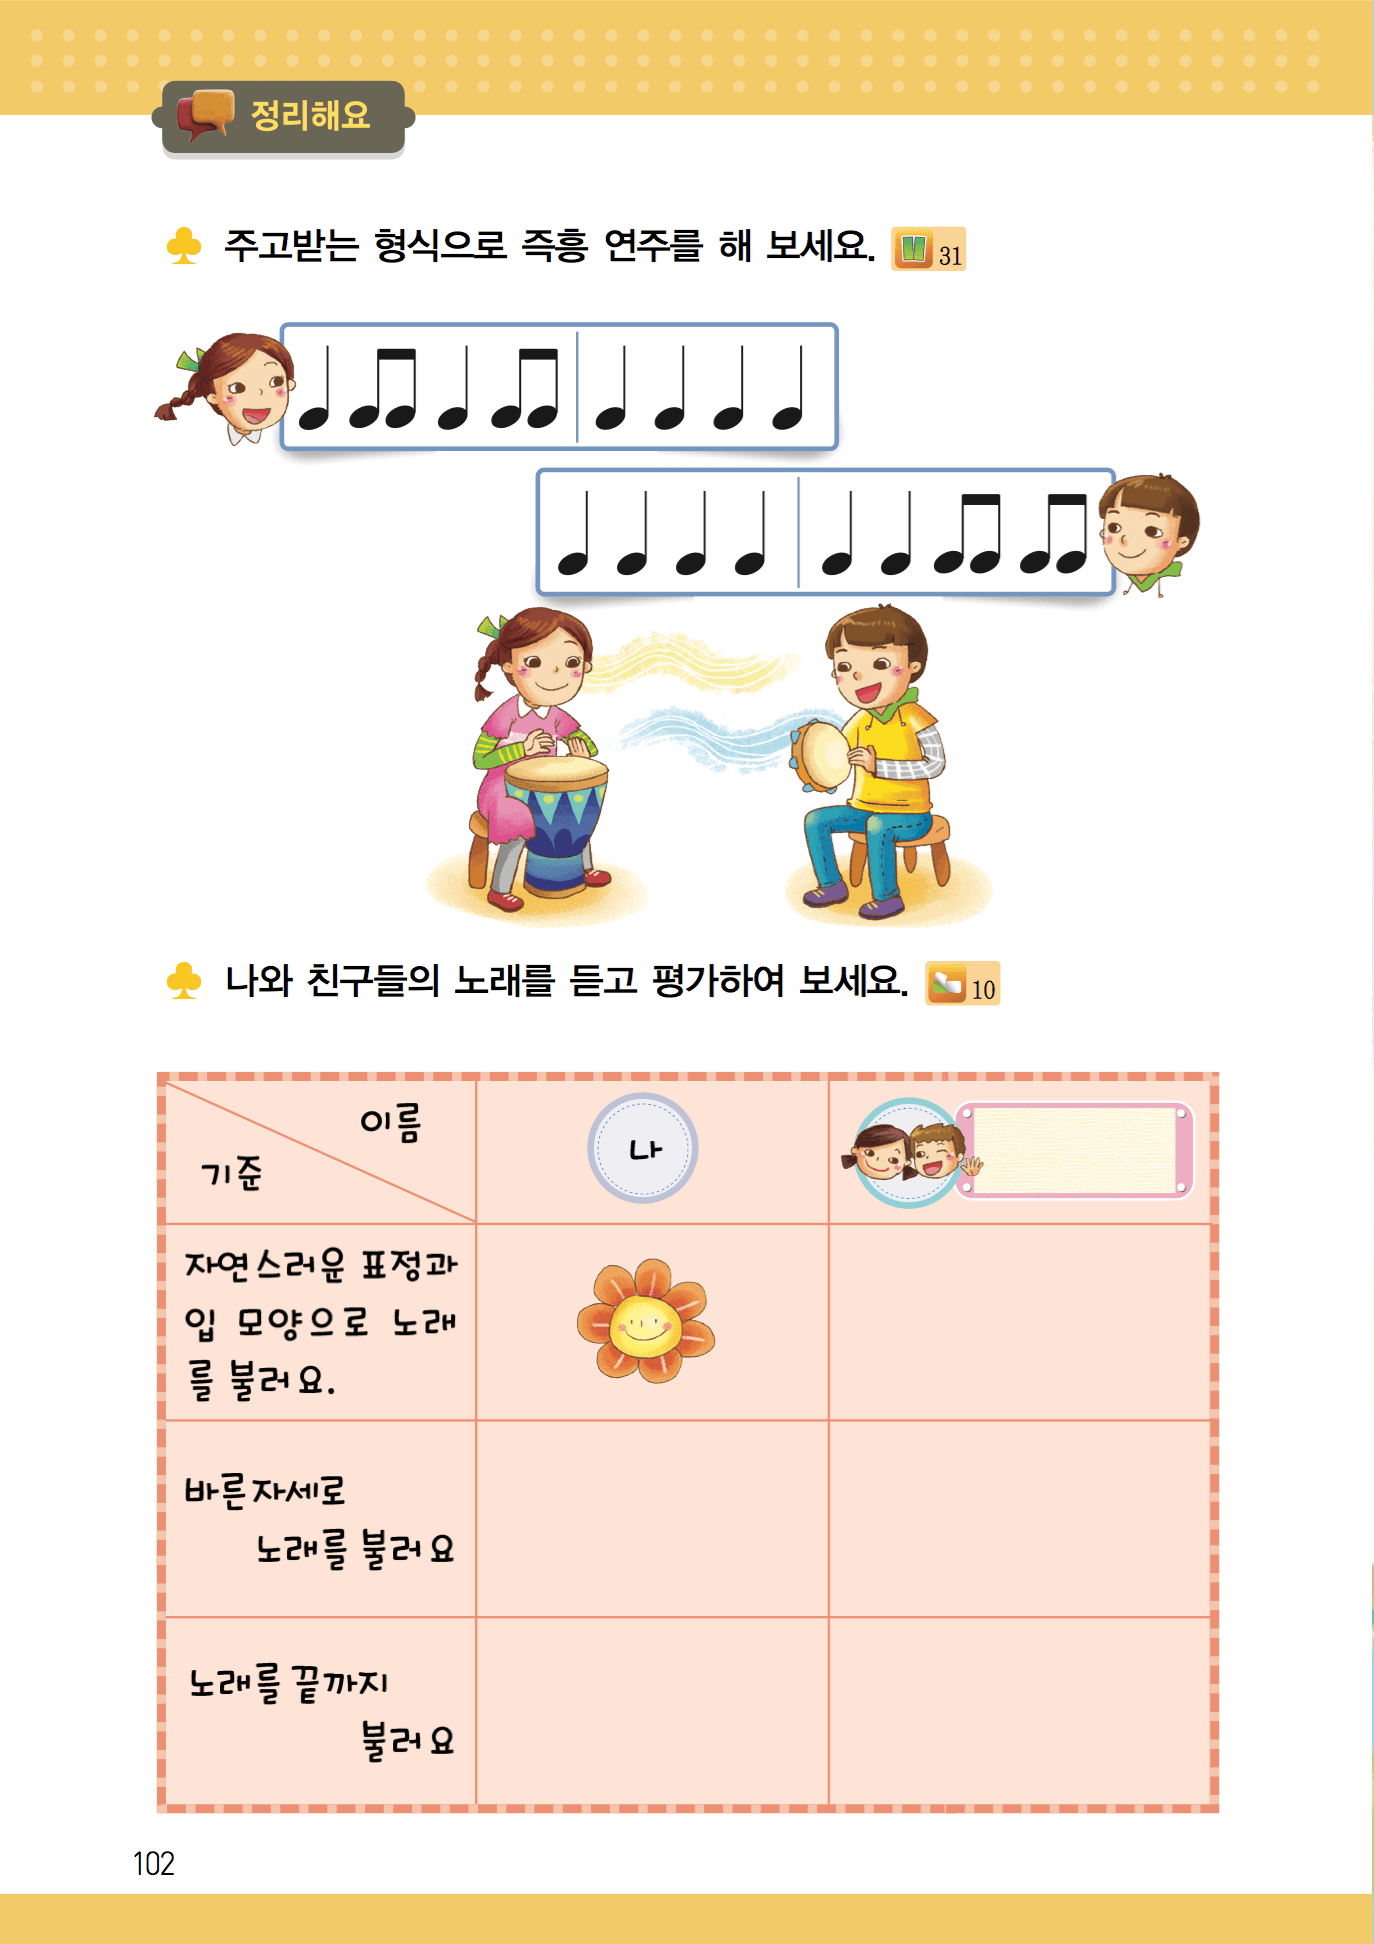 정리해요
주고받는 형식으로 즉흥 연주를 해 보세요. 31
나와 친구들의 노래를 듣고 평가하여 보세요. 10
이름
기준
나
자연스러운 표정과
입 모양으로 노래
를 불러요.
바른자세로
노래를 불러요
노래를 끝까지
불러요
102